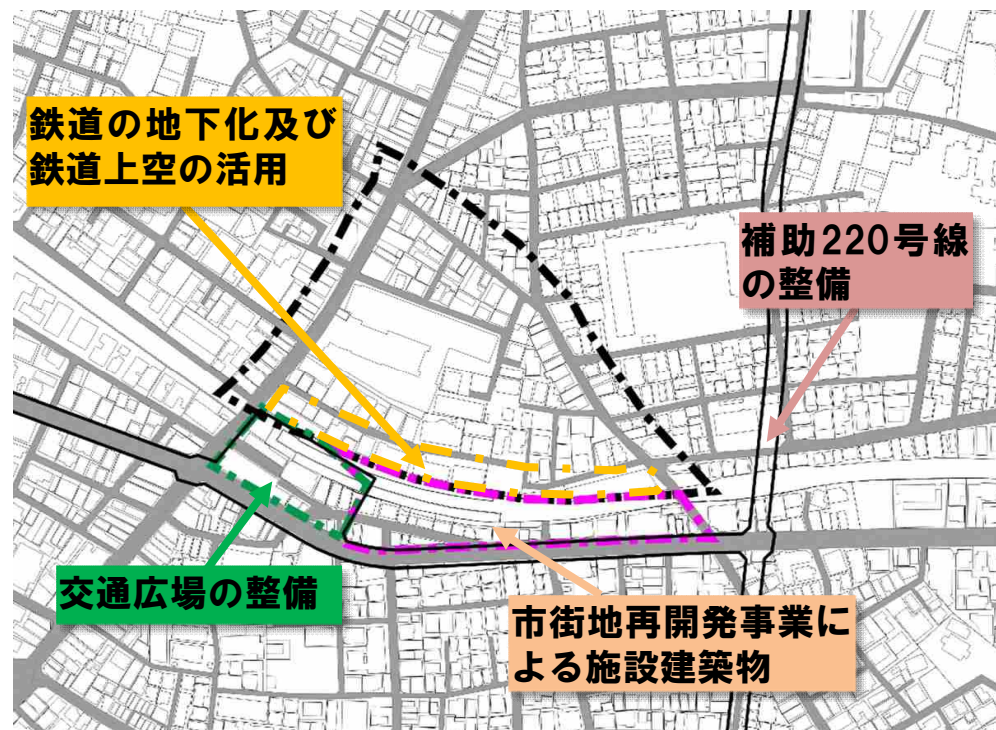 鉄道の地下化及び
鉄道上空の活用
補助220号線
の整備
交通広場の整備
市街地再開発事業に
よる施設建築物